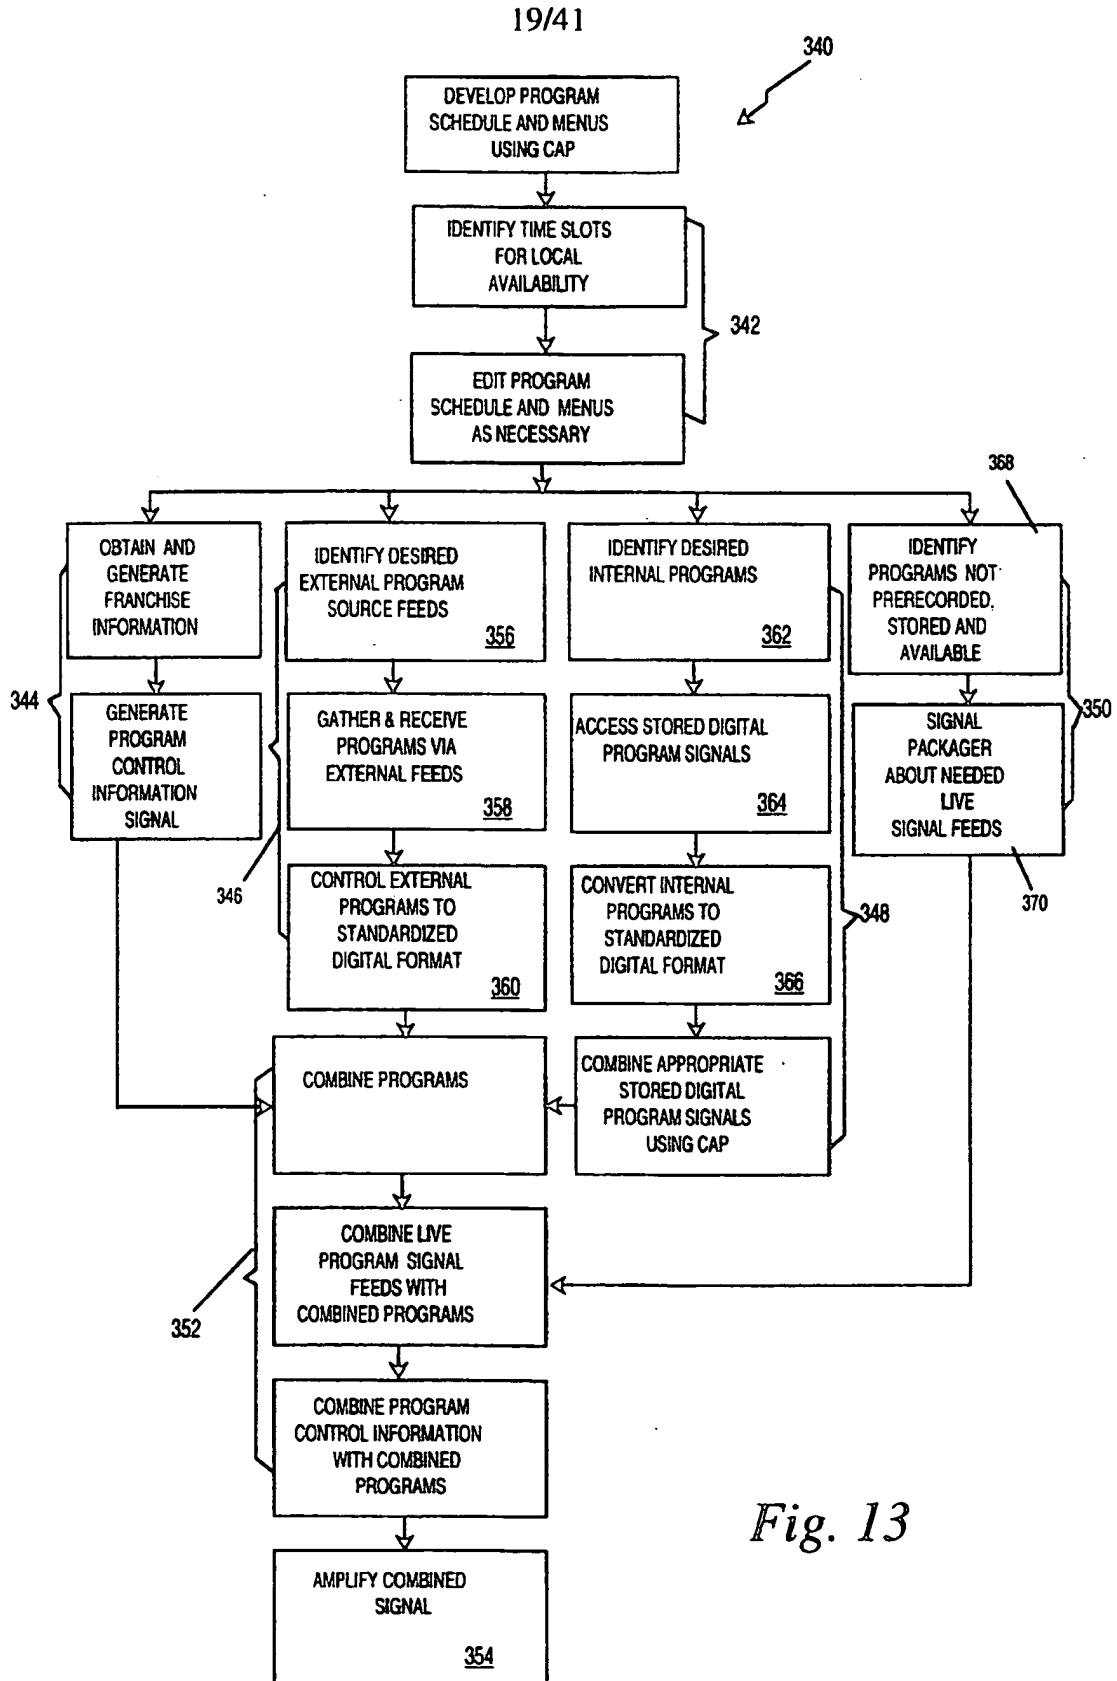 19/41
340
DEVELOP PROGRAM
SCHEDULE AND MENUS
USING CAP
IDENTIFY TIME SLOTS
FOR LOCAL
AVAILABILITY
342
EDIT PROGRAM
SCHEDULE AND MENUS
AS NECESSARY
368
OBTAIN AND
GENERATE
FRANCHISE
INFORMATION
IDENTIFY DESIRED
EXTERNAL PROGRAM
SOURCE FEEDS
356
IDENTIFY DESIRED
INTERNAL PROGRAMS
362
IDENTIFY
PROGRAMS NOT
PRERECORDED,
STORED AND
AVAILABLE
344
350
GENERATE
PROGRAM
CONTROL
INFORMATION
SIGNAL
GATHER & RECEIVE
PROGRAMS VIA
EXTERNAL FEEDS
358
ACCESS STORED DIGITAL
PROGRAM SIGNALS
364
SIGNAL
PACKAGER
ABOUT NEEDED
LIVE
SIGNAL FEEDS
346
370
348
CONTROL EXTERNAL
PROGRAMS TO
STANDARDIZED
DIGITAL FORMAT
360
CONVERT INTERNAL
PROGRAMS TO
STANDARDIZED
DIGITAL FORMAT
366
COMBINE PROGRAMS
COMBINE APPROPRIATE
STORED DIGITAL
PROGRAM SIGNALS
USING CAP
COMBINE LIVE
PROGRAM SIGNAL
FEEDS WITH
COMBINED PROGRAMS
352
COMBINE PROGRAM
CONTROL INFORMATION
WITH COMBINED
PROGRAMS
Fig. 13
AMPLIFY COMBINED
SIGNAL
354